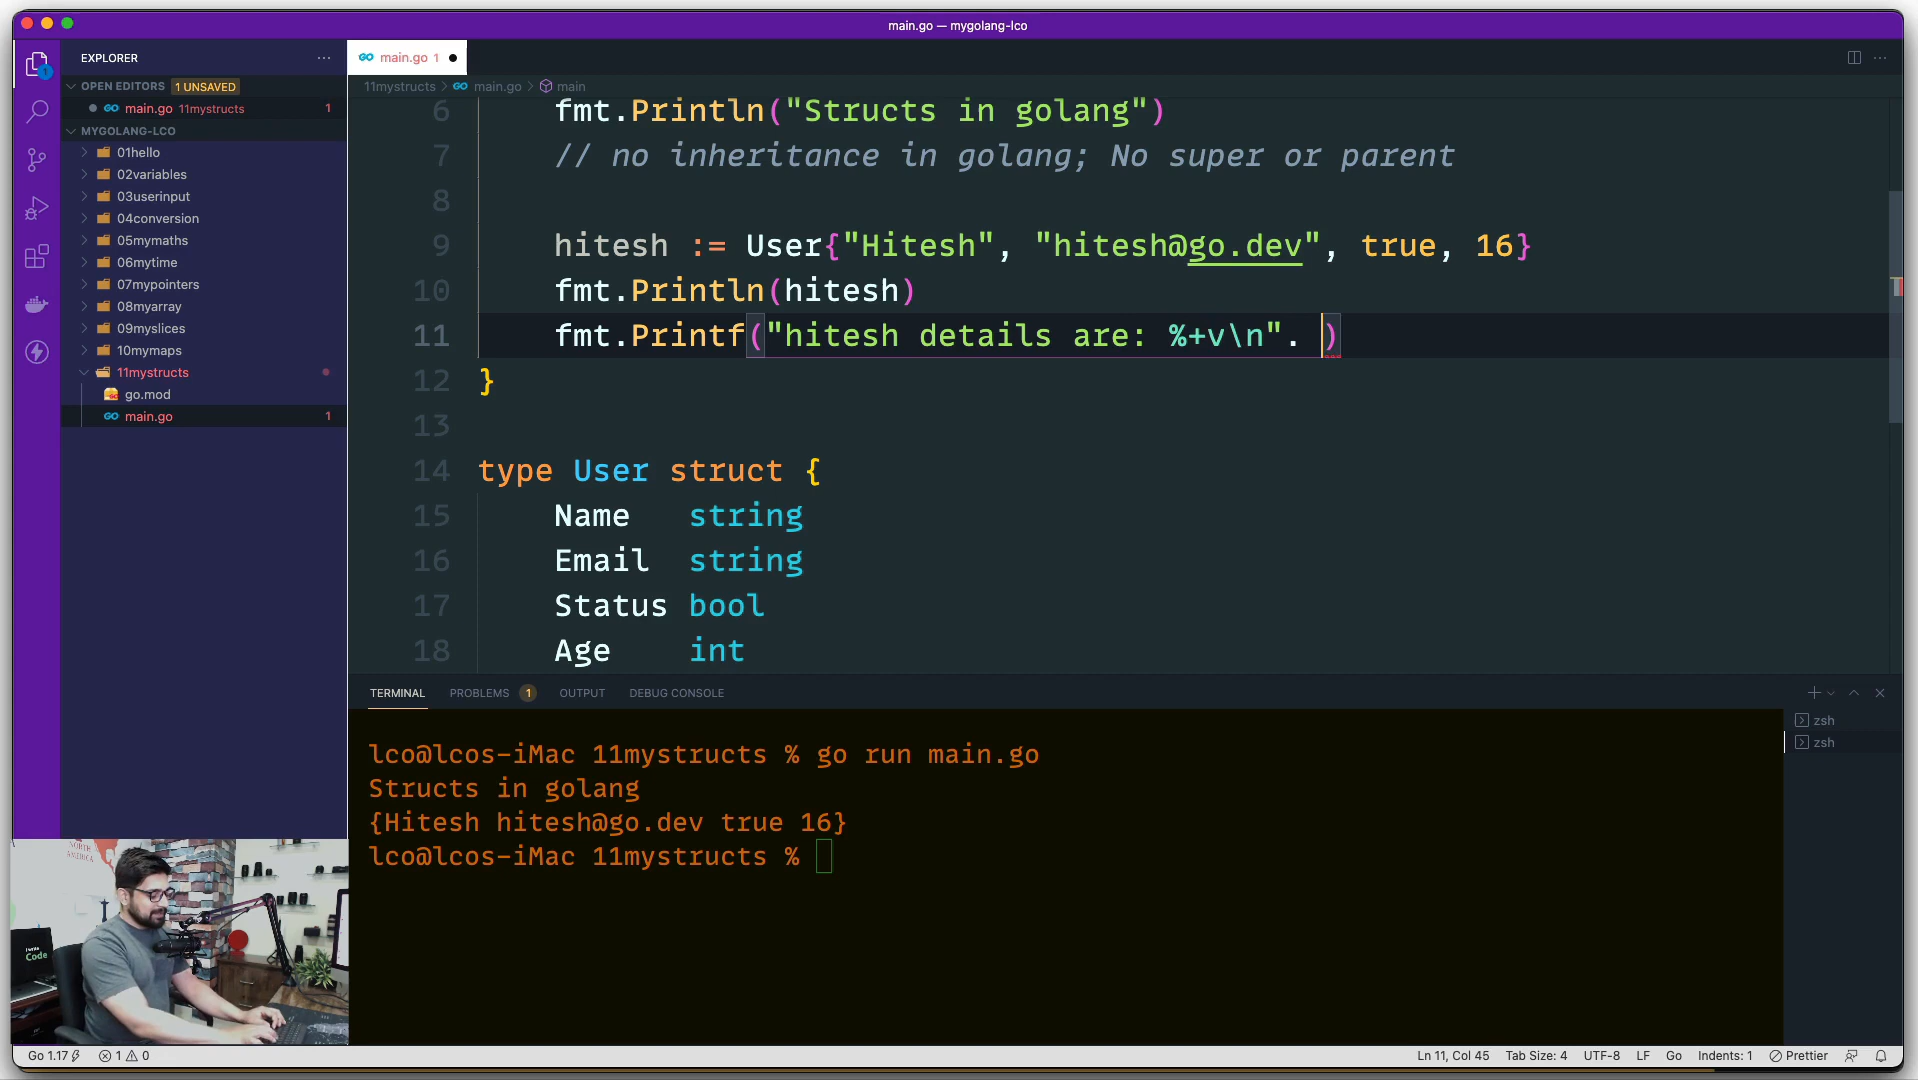 main.go — mygolang-lco
EXPLORER
OPEN EDITORS 1 UNSAVED
main.go 11mystructs 1
MYGOLANG-LCO
01hello
02variables
03userinput
04conversion
05mymaths
06mytime
07mypointers
08myarray
09myslices
10mymaps
11mystructs
go.mod
main.go 1
1
GO main.go 1
11mystructs > GO main.go > main
6 fmt.Println("Structs in golang")
7 // no inheritance in golang; No super or parent
8
9 hitesh := User{"Hitesh", "hitesh@go.dev", true, 16}
10 fmt.Println(hitesh)
11 fmt.Printf("hitesh details are: %+v\n". )
12 }
13
14 type User struct {
15 Name string
16 Email string
17 Status bool
18 Age int
TERMINAL PROBLEMS 1 OUTPUT DEBUG CONSOLE
zsh
zsh
lco@lcos-iMac 11mystructs % go run main.go
Structs in golang
{Hitesh hitesh@go.dev true 16}
lco@lcos-iMac 11mystructs %
NORTH
AMERICA
I write
Code
Go 1.17 1 0 Ln 11, Col 45 Tab Size: 4 UTF-8 LF Go Indents: 1 Prettier